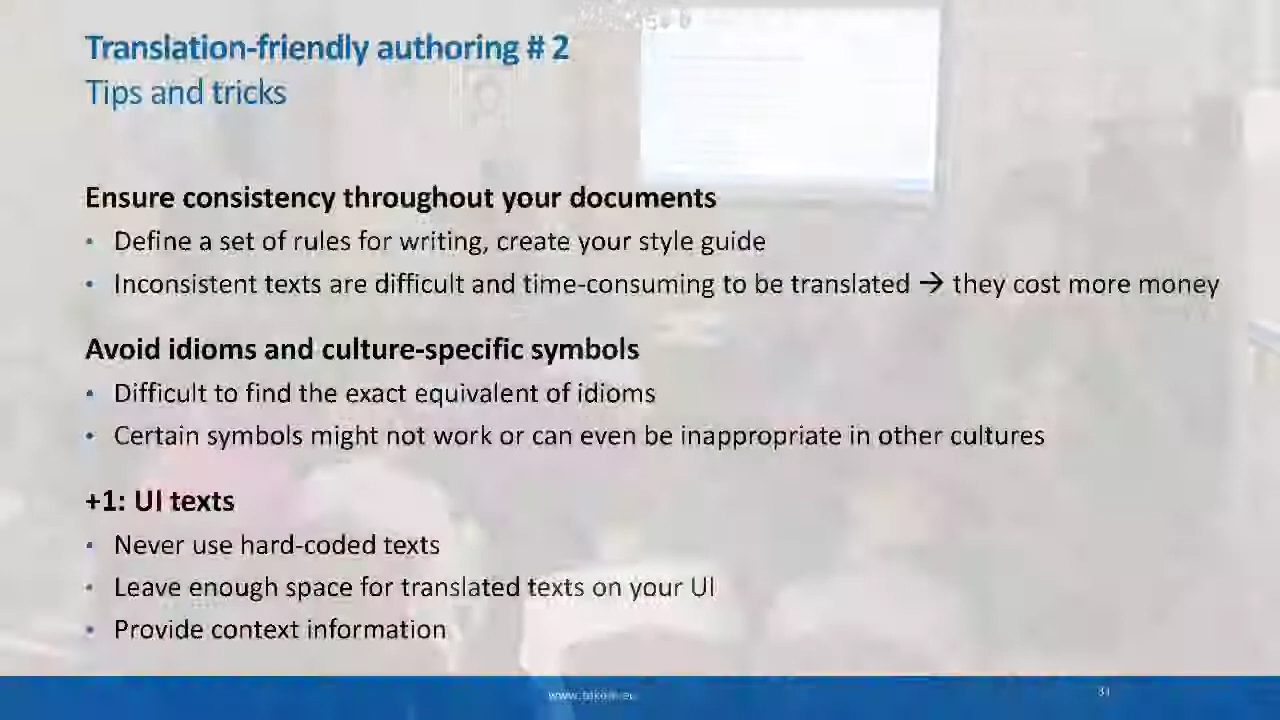 Translation-friendly authoring # 2
Tips and tricks
Ensure consistency throughout your documents
• Define a set of rules for writing, create your style guide
• Inconsistent texts are difficult and time-consuming to be translated → they cost more money
Avoid idioms and culture-specific symbols
• Difficult to find the exact equivalent of idioms
• Certain symbols might not work or can even be inappropriate in other cultures
+1: UI texts
• Never use hard-coded texts
• Leave enough space for translated texts on your UI
• Provide context information
www.tekom.eu